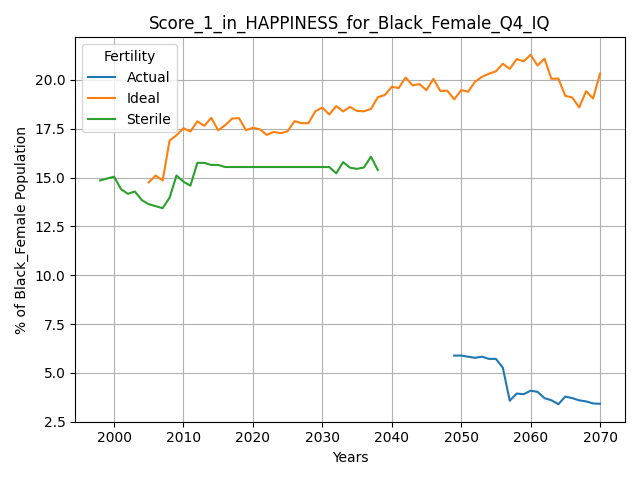 Score_1_in_HAPPINESS_for_Black_Female_Q4_IQ
Fertility
Actual
Ideal
Sterile
% of Black_Female Population
20.0
17.5
15.0
12.5
10.0
7.5
5.0
2.5
2000 2010 2020 2030 2040 2050 2060 2070
Years